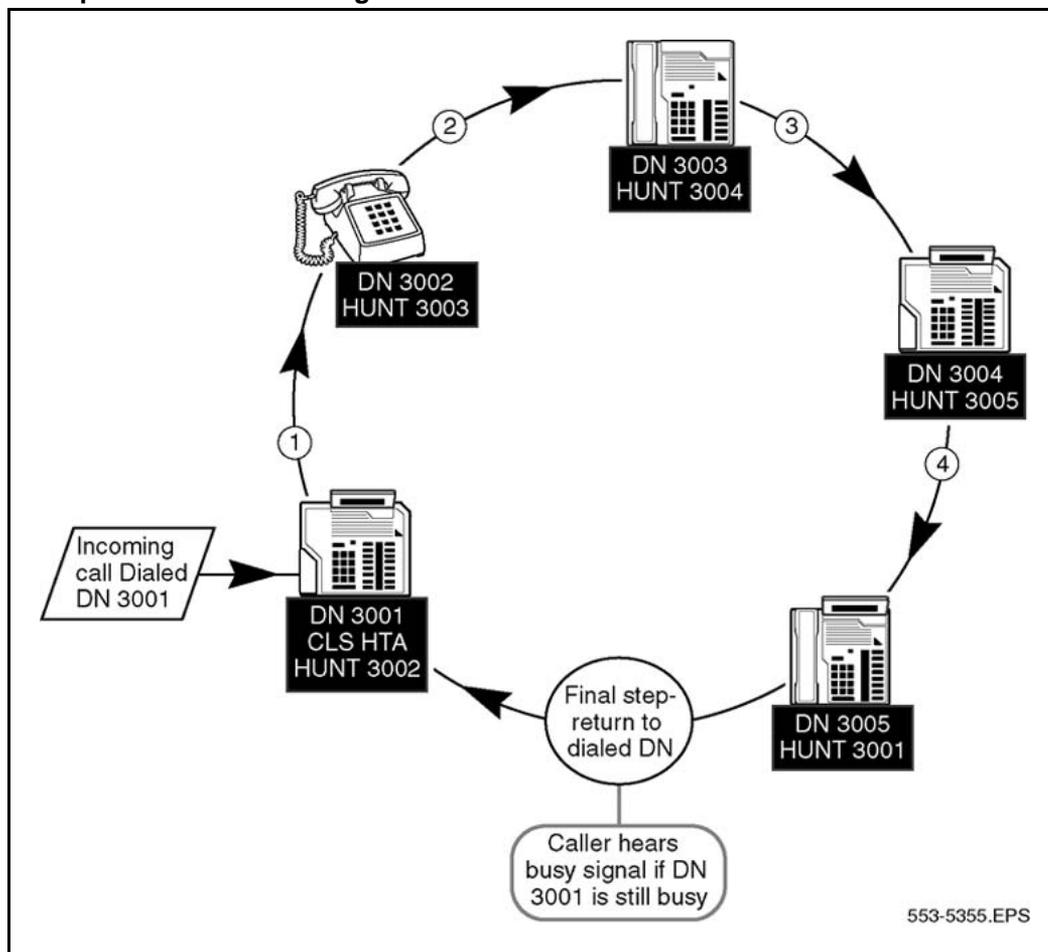 Incoming
call Dialed
DN 3001
DN 3001
CLS HTA
HUNT 3002
1
DN 3002
HUNT 3003
2
DN 3003
HUNT 3004
3
DN 3004
HUNT 3005
4
DN 3005
HUNT 3001
Final step-
return to
dialed DN
Caller hears
busy signal if DN
3001 is still busy
553-5355.EPS